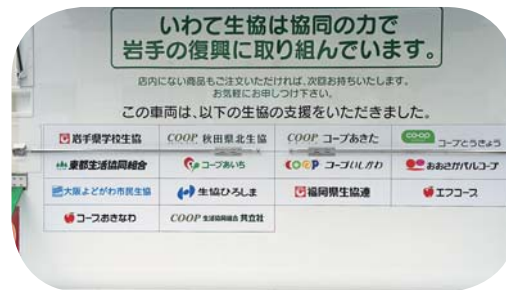 いわて生協は協同の力で
岩手の復興に取り組んでいます。
店内にない商品もご注文いただければ、次回お持ちいたします。
お気軽にお申しつけ下さい。
この車両は、以下の生協の支援をいただきました。
岩手県学校生協 COOP 秋田県北生協 COOP コープあきた co-op コープとうきょう
東都生活協同組合 コープあいち COOP コープいしかわ おおさかパルコープ
大阪よどがわ市民生協 生協ひろしま 福岡県生協連 エフコープ
コープおきなわ COOP 生活協同組合 共立社